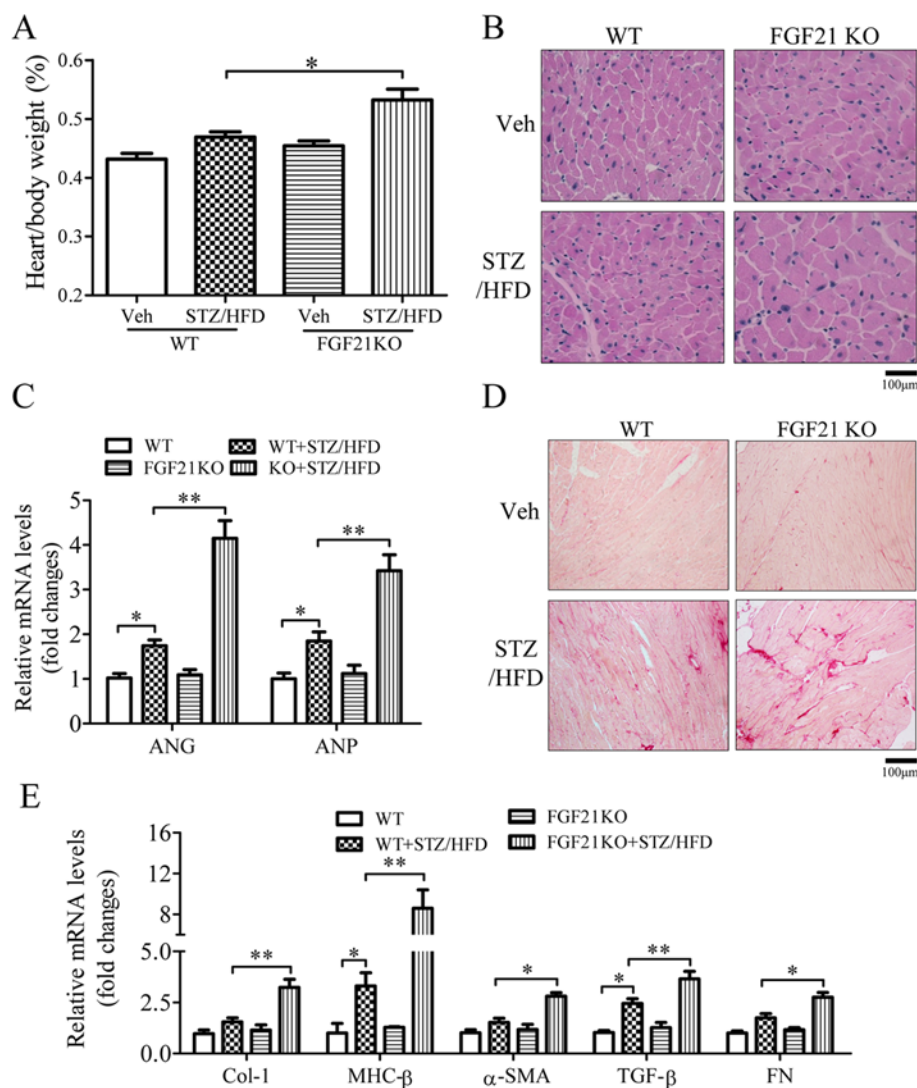 A
Heart/body weight (%)
0.6
0.5
0.4
0.3
0.2
*
Veh STZ/HFD Veh STZ/HFD
WT FGF21KO
B
WT FGF21 KO
Veh
STZ
/HFD
100μm
C
WT WT+STZ/HFD
FGF21KO KO+STZ/HFD
Relative mRNA levels
(fold changes)
5
4
3
2
1
0
* ** * **
ANG ANP
D
WT FGF21 KO
Veh
STZ
/HFD
100μm
E
WT FGF21KO
WT+STZ/HFD FGF21KO+STZ/HFD
Relative mRNA levels
(fold changes)
16
12
8
5.0
2.5
0.0
** * ** * * ** *
Col-1 MHC-β α-SMA TGF-β FN